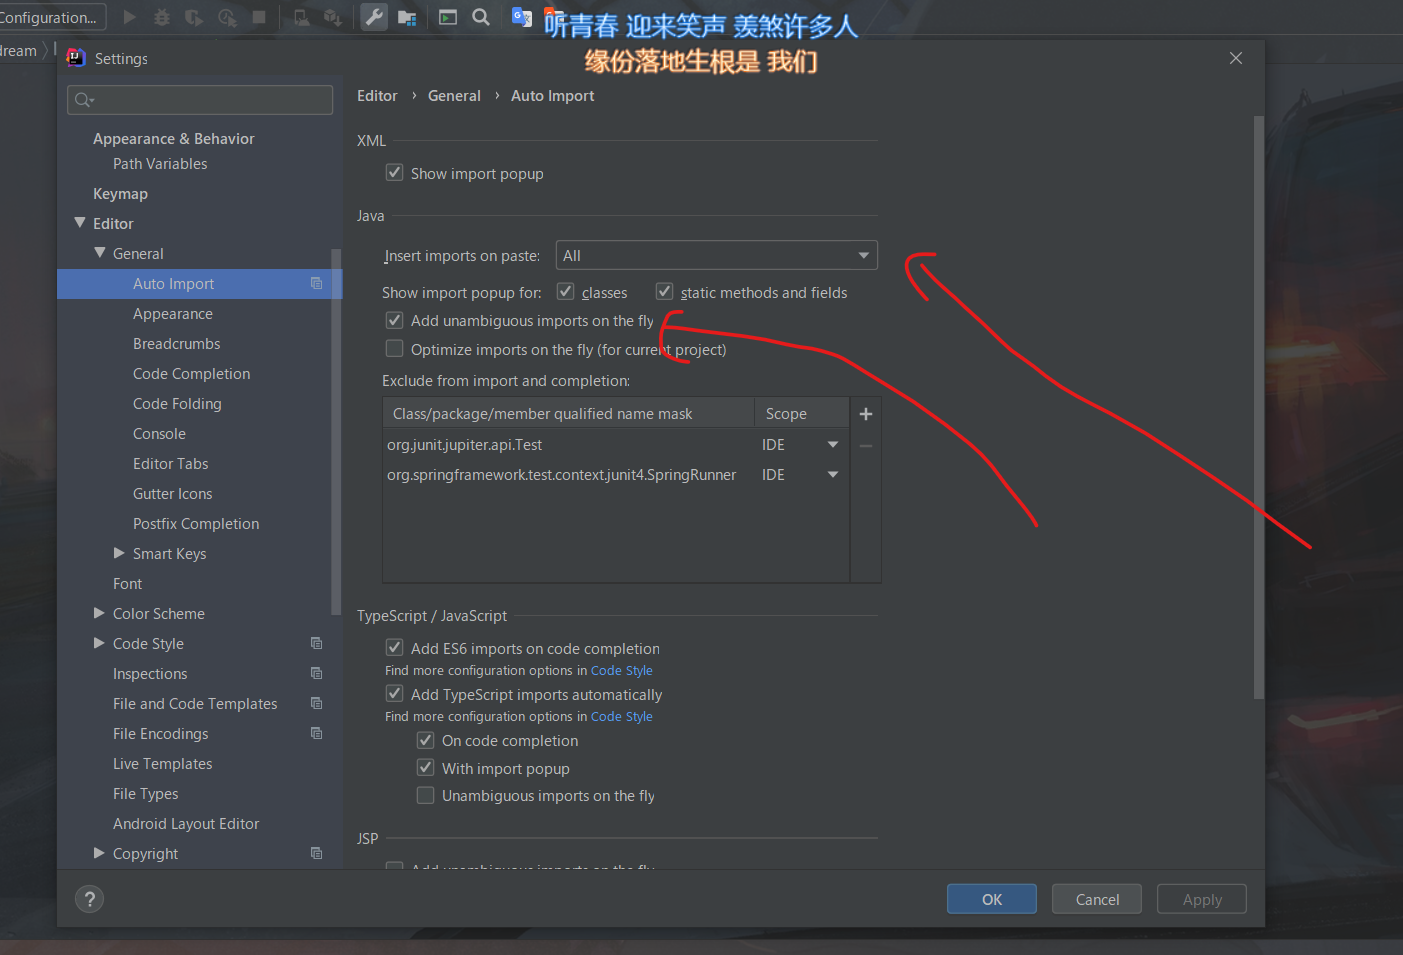 Configuration...
听青春 迎来笑声 羡煞许多人
dream
缘份落地生根是 我们
Settings
Editor › General › Auto Import
Appearance & Behavior
Path Variables
Keymap
Editor
General
Auto Import
Appearance
Breadcrumbs
Code Completion
Code Folding
Console
Editor Tabs
Gutter Icons
Postfix Completion
Smart Keys
Font
Color Scheme
Code Style
Inspections
File and Code Templates
File Encodings
Live Templates
File Types
Android Layout Editor
Copyright
XML
Show import popup
Java
Insert imports on paste: All
Show import popup for: classes static methods and fields
Add unambiguous imports on the fly
Optimize imports on the fly (for current project)
Exclude from import and completion:
Class/package/member qualified name mask Scope
org.junit.jupiter.api.Test IDE
org.springframework.test.context.junit4.SpringRunner IDE
TypeScript / JavaScript
Add ES6 imports on code completion
Find more configuration options in Code Style
Add TypeScript imports automatically
Find more configuration options in Code Style
On code completion
With import popup
Unambiguous imports on the fly
JSP
Add unambiguous imports on the fly
? OK Cancel Apply